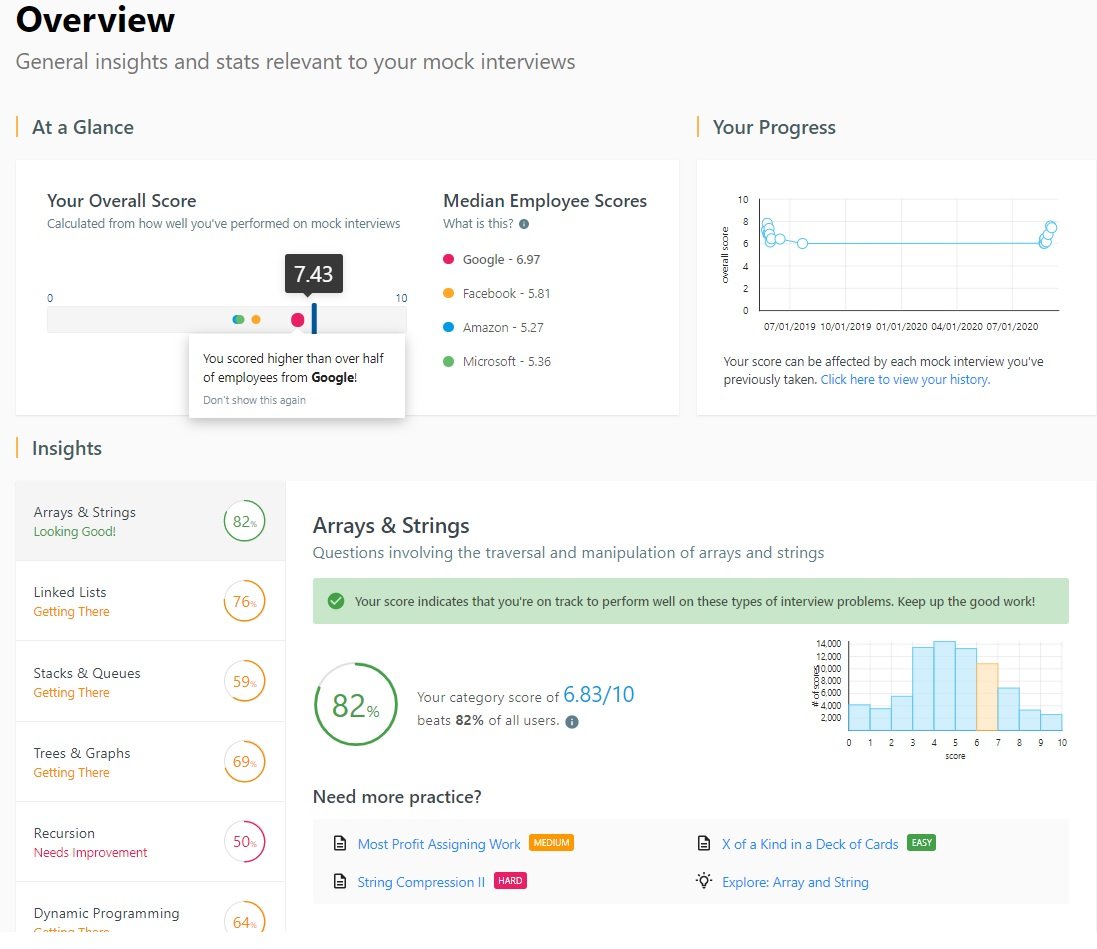 Overview
General insights and stats relevant to your mock interviews
At a Glance
Your Overall Score
Calculated from how well you've performed on mock interviews
7.43
0 10
You scored higher than over half
of employees from Google!
Don't show this again
Median Employee Scores
What is this?
Google - 6.97
Facebook - 5.81
Amazon - 5.27
Microsoft - 5.36
Your Progress
overall score
10
8
6
4
2
0
07/01/2019 10/01/2019 01/01/2020 04/01/2020 07/01/2020
Your score can be affected by each mock interview you've
previously taken. Click here to view your history.
Insights
Arrays & Strings
Looking Good!
82%
Linked Lists
Getting There
76%
Stacks & Queues
Getting There
59%
Trees & Graphs
Getting There
69%
Recursion
Needs Improvement
50%
Dynamic Programming
Getting There
64%
Arrays & Strings
Questions involving the traversal and manipulation of arrays and strings
Your score indicates that you're on track to perform well on these types of interview problems. Keep up the good work!
82%
Your category score of 6.83/10
beats 82% of all users.
# of scores
14,000
12,000
10,000
8,000
6,000
4,000
2,000
0 1 2 3 4 5 6 7 8 9 10
score
Need more practice?
Most Profit Assigning Work MEDIUM
X of a Kind in a Deck of Cards EASY
String Compression II HARD
Explore: Array and String